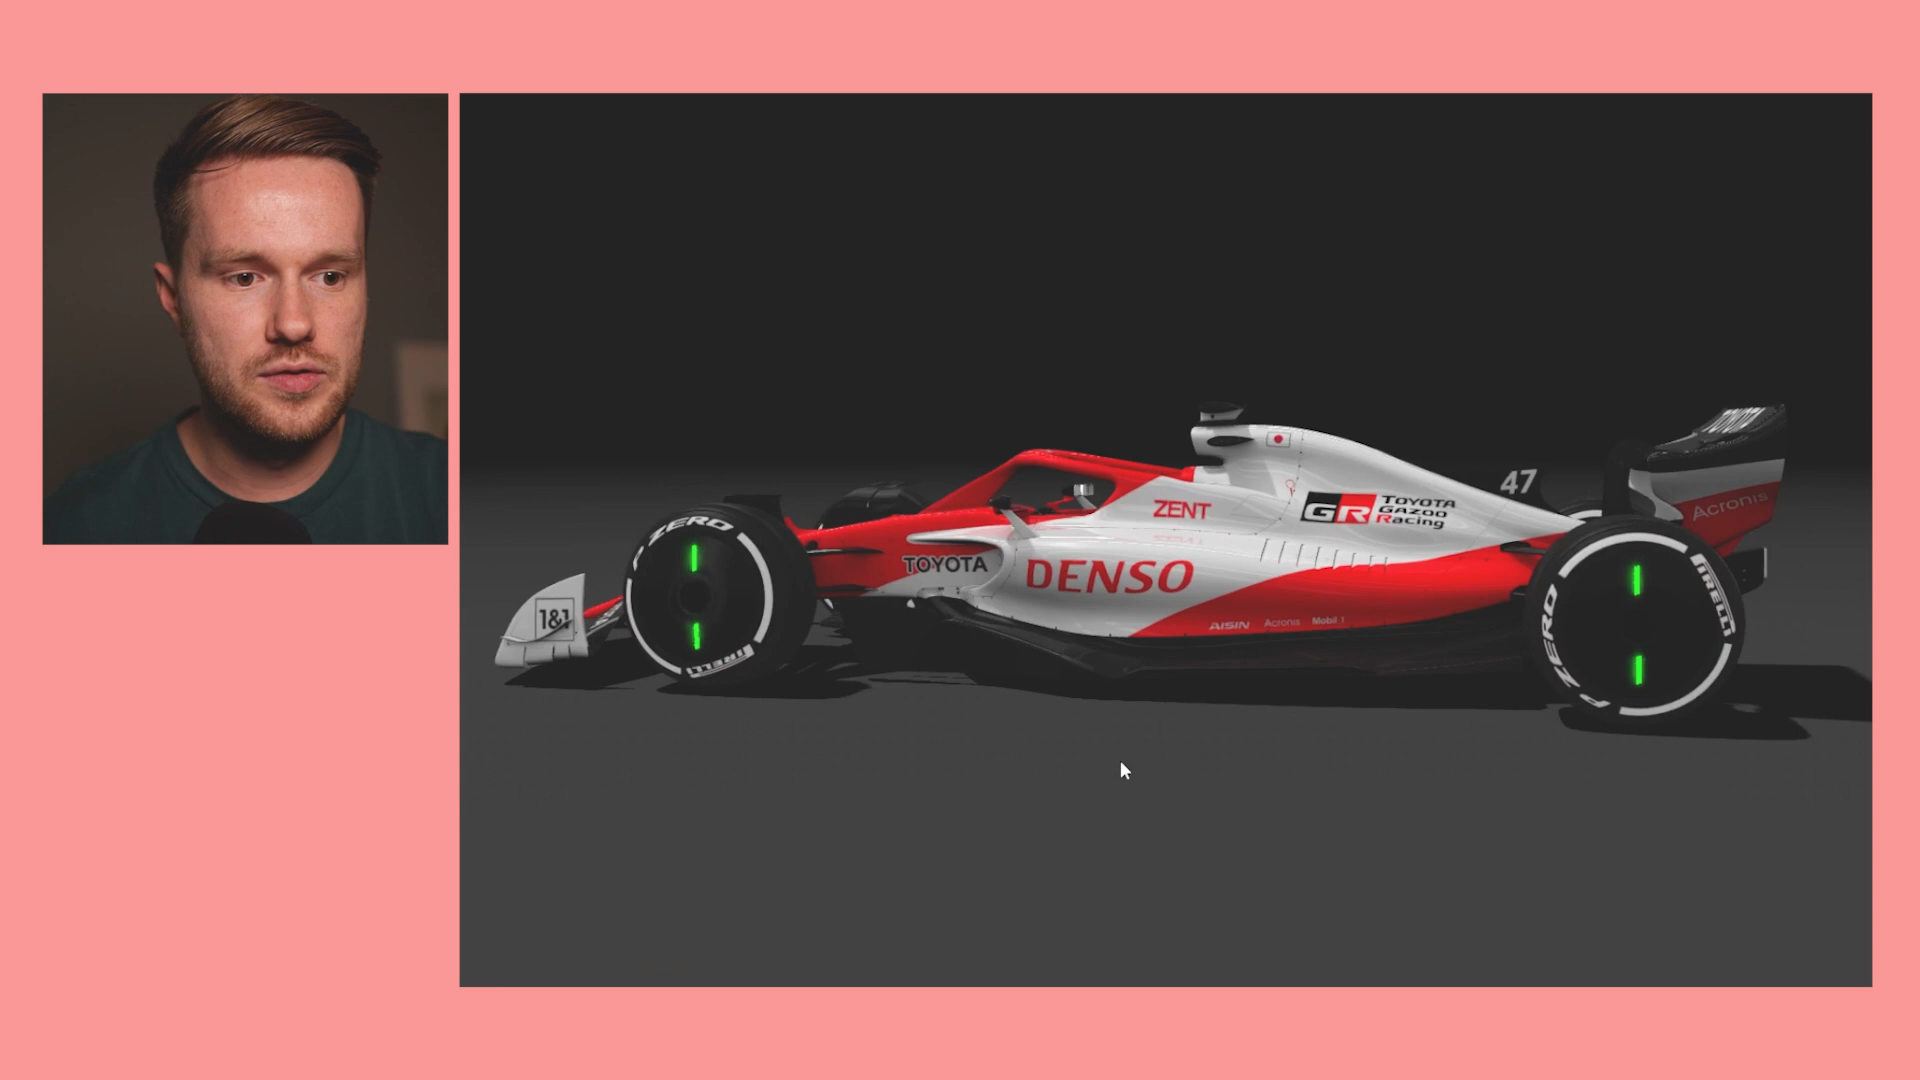 TOYOTA
47
GR TOYOTA
GAZOO
Racing
ZENT
Acronis
ZERO
TOYOTA
DENSO
PIRELLI
1&1
AISIN Acronis Mobil 1
PIRELLI
ZERO
P